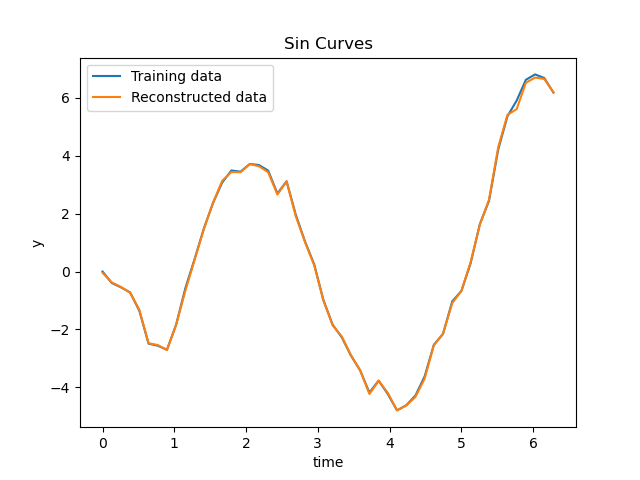 Sin Curves
Training data
Reconstructed data
y
6
4
2
0
−2
−4
0 1 2 3 4 5 6
time